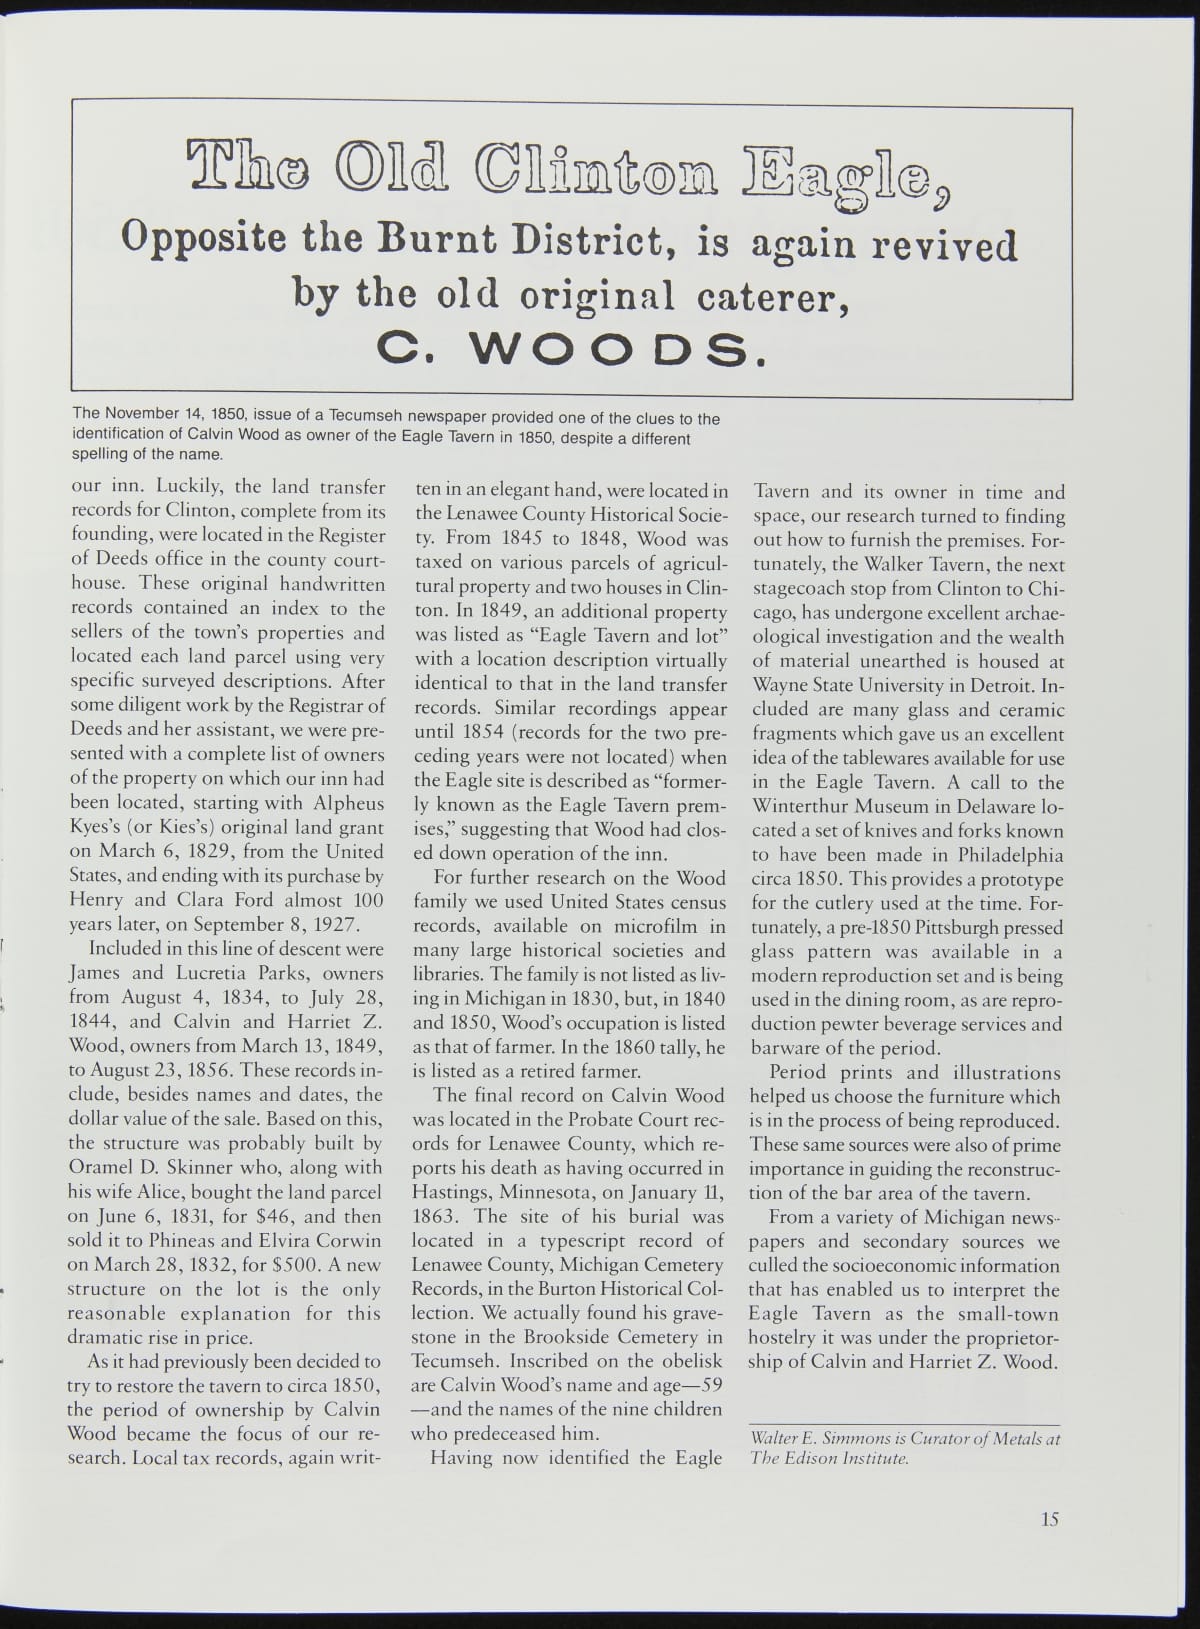 The Old Clinton Eagle,
Opposite the Burnt District, is again revived
by the old original caterer,
C. WOODS.
The November 14, 1850, issue of a Tecumseh newspaper provided one of the clues to the
identification of Calvin Wood as owner of the Eagle Tavern in 1850, despite a different
spelling of the name.
our inn. Luckily, the land transfer
records for Clinton, complete from its
founding, were located in the Register
of Deeds office in the county court-
house. These original handwritten
records contained an index to the
sellers of the town's properties and
located each land parcel using very
specific surveyed descriptions. After
some diligent work by the Registrar of
Deeds and her assistant, we were pre-
sented with a complete list of owners
of the property on which our inn had
been located, starting with Alpheus
Kyes's (or Kies's) original land grant
on March 6, 1829, from the United
States, and ending with its purchase by
Henry and Clara Ford almost 100
years later, on September 8, 1927.
Included in this line of descent were
James and Lucretia Parks, owners
from August 4, 1834, to July 28,
1844, and Calvin and Harriet Z.
Wood, owners from March 13, 1849,
to August 23, 1856. These records in-
clude, besides names and dates, the
dollar value of the sale. Based on this,
the structure was probably built by
Oramel D. Skinner who, along with
his wife Alice, bought the land parcel
on June 6, 1831, for $46, and then
sold it to Phineas and Elvira Corwin
on March 28, 1832, for $500. A new
structure on the lot is the only
reasonable explanation for this
dramatic rise in price.
As it had previously been decided to
try to restore the tavern to circa 1850,
the period of ownership by Calvin
Wood became the focus of our re-
search. Local tax records, again writ-
ten in an elegant hand, were located in
the Lenawee County Historical Socie-
ty. From 1845 to 1848, Wood was
taxed on various parcels of agricul-
tural property and two houses in Clin-
ton. In 1849, an additional property
was listed as "Eagle Tavern and lot"
with a location description virtually
identical to that in the land transfer
records. Similar recordings appear
until 1854 (records for the two pre-
ceding years were not located) when
the Eagle site is described as "former-
ly known as the Eagle Tavern prem-
ises," suggesting that Wood had clos-
ed down operation of the inn.
For further research on the Wood
family we used United States census
records, available on microfilm in
many large historical societies and
libraries. The family is not listed as liv-
ing in Michigan in 1830, but, in 1840
and 1850, Wood's occupation is listed
as that of farmer. In the 1860 tally, he
is listed as a retired farmer.
The final record on Calvin Wood
was located in the Probate Court rec-
ords for Lenawee County, which re-
ports his death as having occurred in
Hastings, Minnesota, on January 11,
1863. The site of his burial was
located in a typescript record of
Lenawee County, Michigan Cemetery
Records, in the Burton Historical Col-
lection. We actually found his grave-
stone in the Brookside Cemetery in
Tecumseh. Inscribed on the obelisk
are Calvin Wood's name and age—59
—and the names of the nine children
who predeceased him.
Having now identified the Eagle
Tavern and its owner in time and
space, our research turned to finding
out how to furnish the premises. For-
tunately, the Walker Tavern, the next
stagecoach stop from Clinton to Chi-
cago, has undergone excellent archae-
ological investigation and the wealth
of material unearthed is housed at
Wayne State University in Detroit. In-
cluded are many glass and ceramic
fragments which gave us an excellent
idea of the tablewares available for use
in the Eagle Tavern. A call to the
Winterthur Museum in Delaware lo-
cated a set of knives and forks known
to have been made in Philadelphia
circa 1850. This provides a prototype
for the cutlery used at the time. For-
tunately, a pre-1850 Pittsburgh pressed
glass pattern was available in a
modern reproduction set and is being
used in the dining room, as are repro-
duction pewter beverage services and
barware of the period.
Period prints and illustrations
helped us choose the furniture which
is in the process of being reproduced.
These same sources were also of prime
importance in guiding the reconstruc-
tion of the bar area of the tavern.
From a variety of Michigan news-
papers and secondary sources we
culled the socioeconomic information
that has enabled us to interpret the
Eagle Tavern as the small-town
hostelry it was under the proprietor-
ship of Calvin and Harriet Z. Wood.
Walter E. Simmons is Curator of Metals at
The Edison Institute.
15